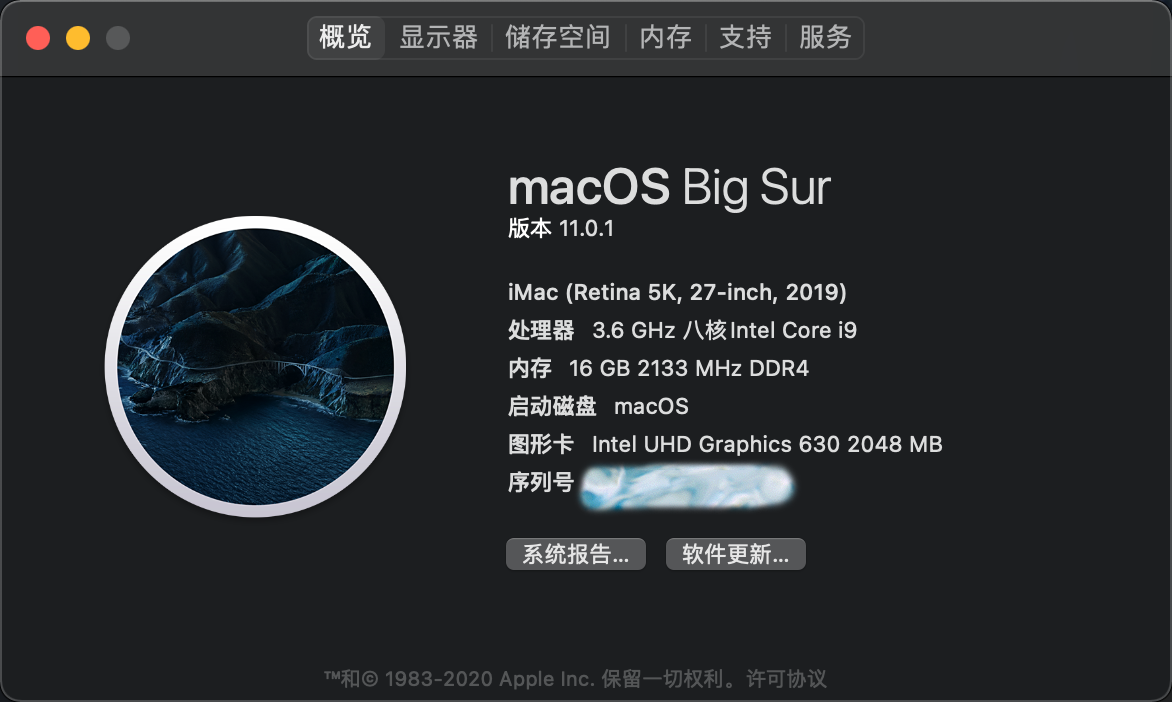 概览 显示器 储存空间 内存 支持 服务
macOS Big Sur
版本 11.0.1
iMac (Retina 5K, 27-inch, 2019)
处理器 3.6 GHz 八核Intel Core i9
内存 16 GB 2133 MHz DDR4
启动磁盘 macOS
图形卡 Intel UHD Graphics 630 2048 MB
序列号
系统报告... 软件更新...
™和© 1983-2020 Apple Inc. 保留一切权利。许可协议